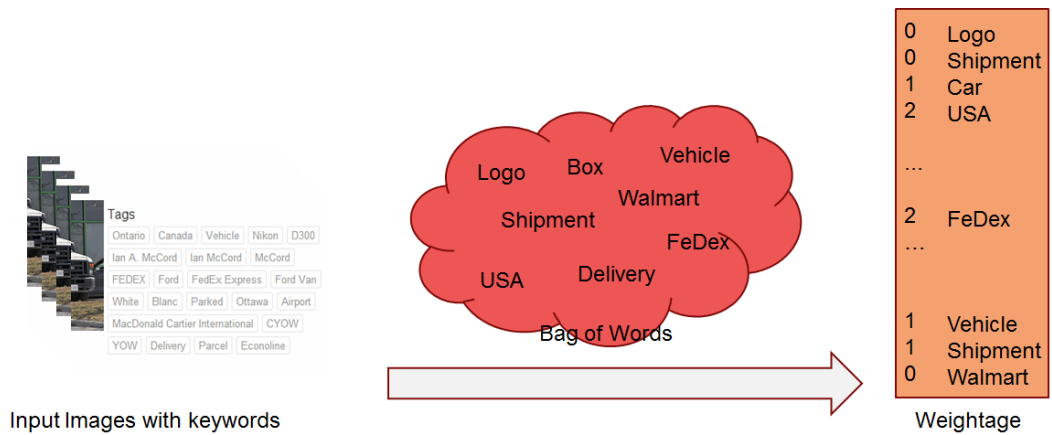 Tags
Ontario Canada Vehicle Nikon D300
Ian A. McCord Ian McCord McCord
FEDEX Ford FedEx Express Ford Van
White Blanc Parked Ottawa Airport
MacDonald Cartier International CYOW
YOW Delivery Parcel Econoline
Input Images with keywords
Logo Box Vehicle
Walmart
Shipment
FeDex
USA Delivery
Bag of Words
0 Logo
0 Shipment
1 Car
2 USA
...
2 FeDex
...
1 Vehicle
1 Shipment
0 Walmart
Weightage